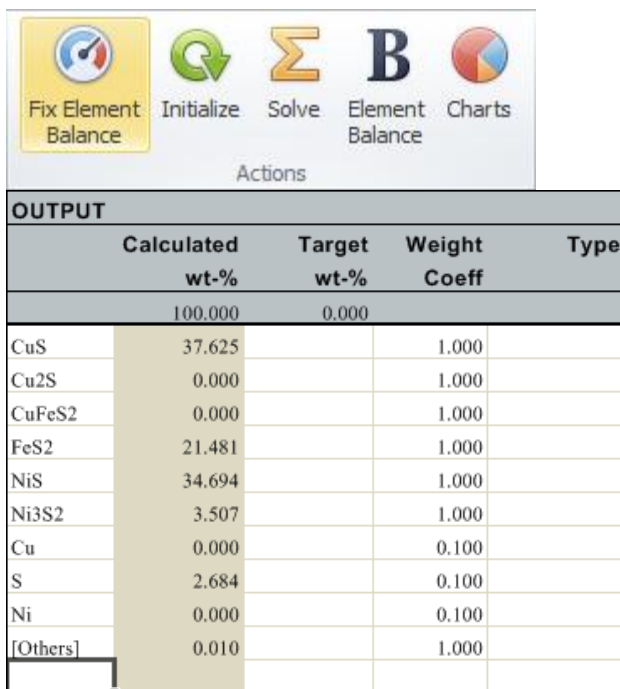 Fix Element Initialize Solve Element Charts
Balance Balance
Actions
OUTPUT
Calculated Target Weight Type
wt-% wt-% Coeff
100.000 0.000
CuS 37.625 1.000
Cu2S 0.000 1.000
CuFeS2 0.000 1.000
FeS2 21.481 1.000
NiS 34.694 1.000
Ni3S2 3.507 1.000
Cu 0.000 0.100
S 2.684 0.100
Ni 0.000 0.100
[Others] 0.010 1.000